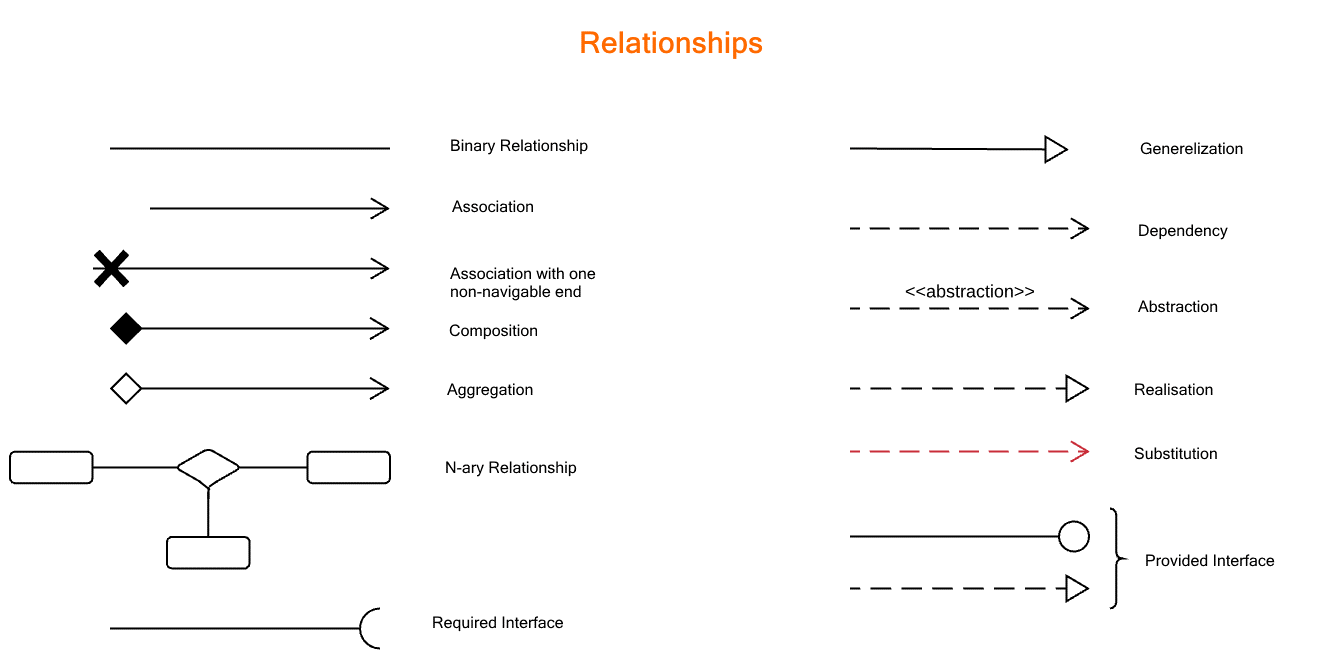 Relationships
Binary Relationship
Association
Association with one
non-navigable end
Composition
Aggregation
N-ary Relationship
Required Interface
Generelization
Dependency
<<abstraction>>
Abstraction
Realisation
Substitution
Provided Interface